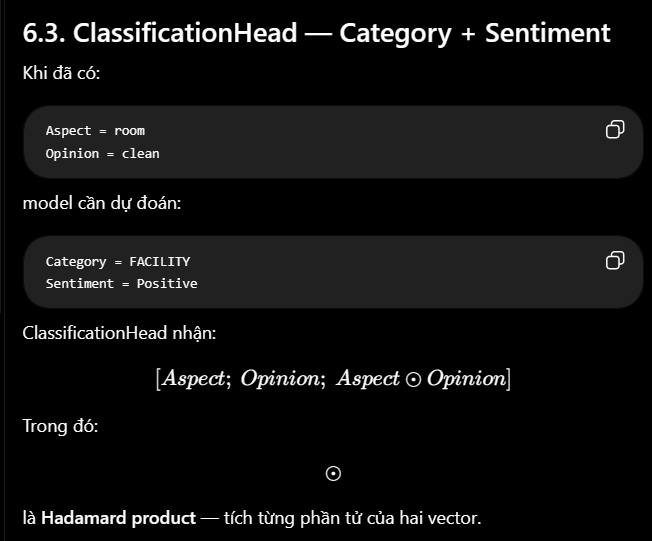 6.3. ClassificationHead — Category + Sentiment
Khi đã có:
Aspect = room
Opinion = clean
model cần dự đoán:
Category = FACILITY
Sentiment = Positive
ClassificationHead nhận:
[Aspect; Opinion; Aspect ⊙ Opinion]
Trong đó:
⊙
là Hadamard product — tích từng phần tử của hai vector.